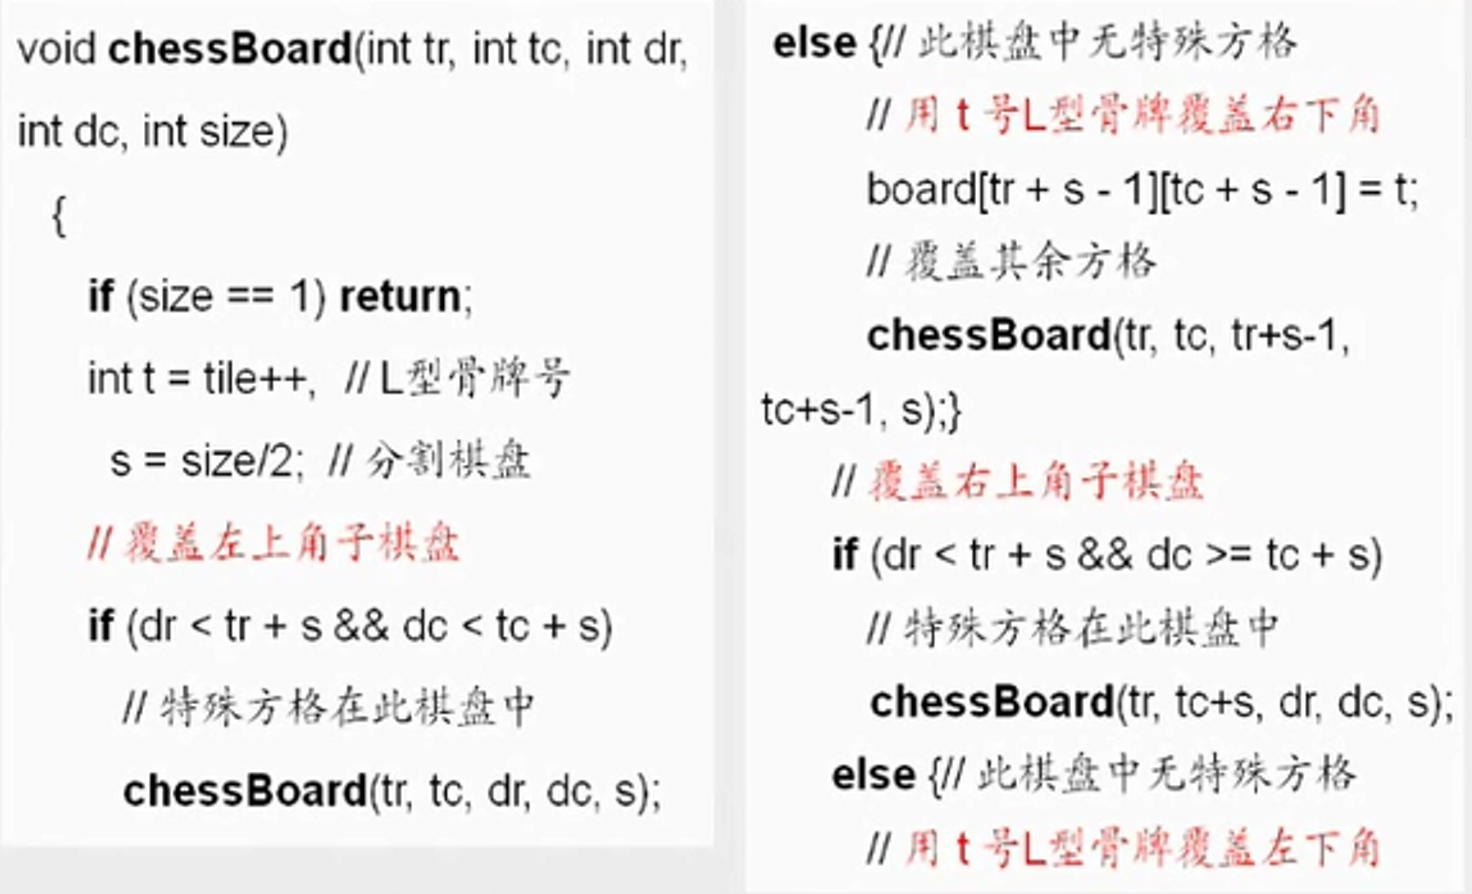 void chessBoard(int tr, int tc, int dr,
int dc, int size)
{
if (size == 1) return;
int t = tile++, // L型骨牌号
s = size/2; // 分割棋盘
// 覆盖左上角子棋盘
if (dr < tr + s && dc < tc + s)
// 特殊方格在此棋盘中
chessBoard(tr, tc, dr, dc, s);
else {// 此棋盘中无特殊方格
// 用 t 号L型骨牌覆盖右下角
board[tr + s - 1][tc + s - 1] = t;
// 覆盖其余方格
chessBoard(tr, tc, tr+s-1,
tc+s-1, s);}
// 覆盖右上角子棋盘
if (dr < tr + s && dc >= tc + s)
// 特殊方格在此棋盘中
chessBoard(tr, tc+s, dr, dc, s);
else {// 此棋盘中无特殊方格
// 用 t 号L型骨牌覆盖左下角